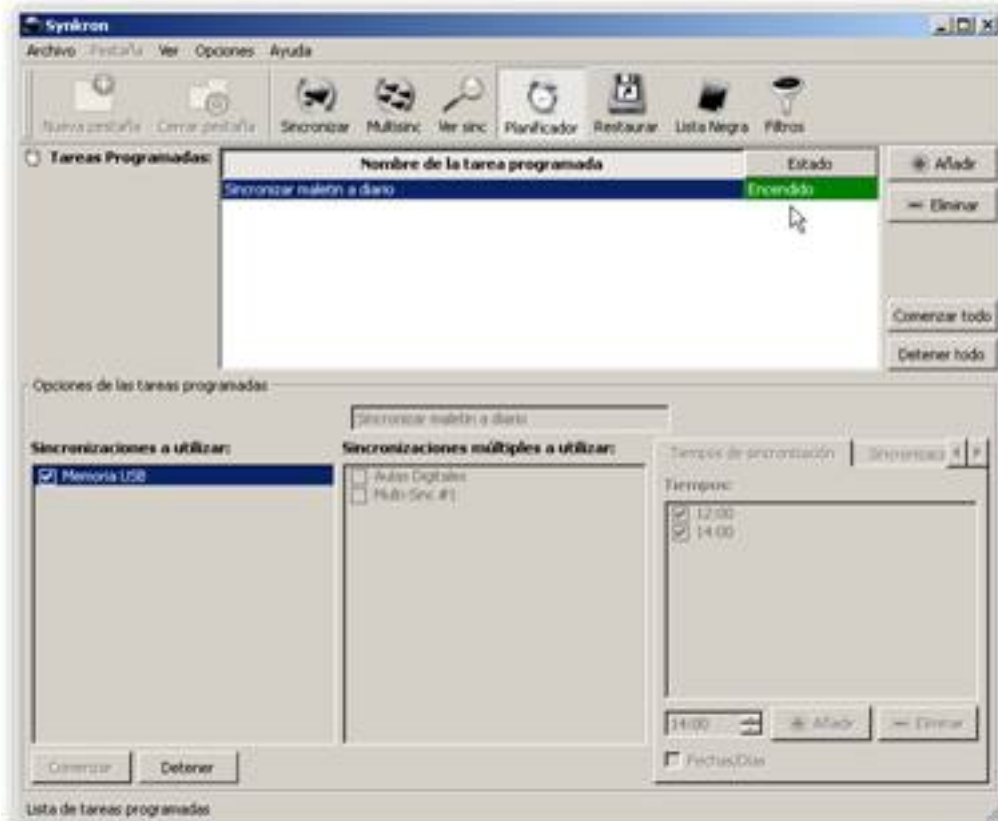 Synkron
Archivo Pestaña Ver Opciones Ayuda
Nueva pestaña Cerrar pestaña Sincronizar Multisinc Ver sinc Planificador Restaurar Lista Negra Filtros
Tareas Programadas:
Nombre de la tarea programada Estado
Sincronizar maletin a diario Encendido
Añadir
Eliminar
Comenzar todo
Detener todo
Opciones de las tareas programadas
Sincronizar maletin a diario
Sincronizaciones a utilizar:
Memoria USB
Sincronizaciones múltiples a utilizar:
Aulas Digitales
Multi-Sinc #1
Tiempos de sincronización
Tiempos:
12:00
14:00
14:00 Añadir Eliminar
Fechas/Días
Comenzar Detener
Lista de tareas programadas